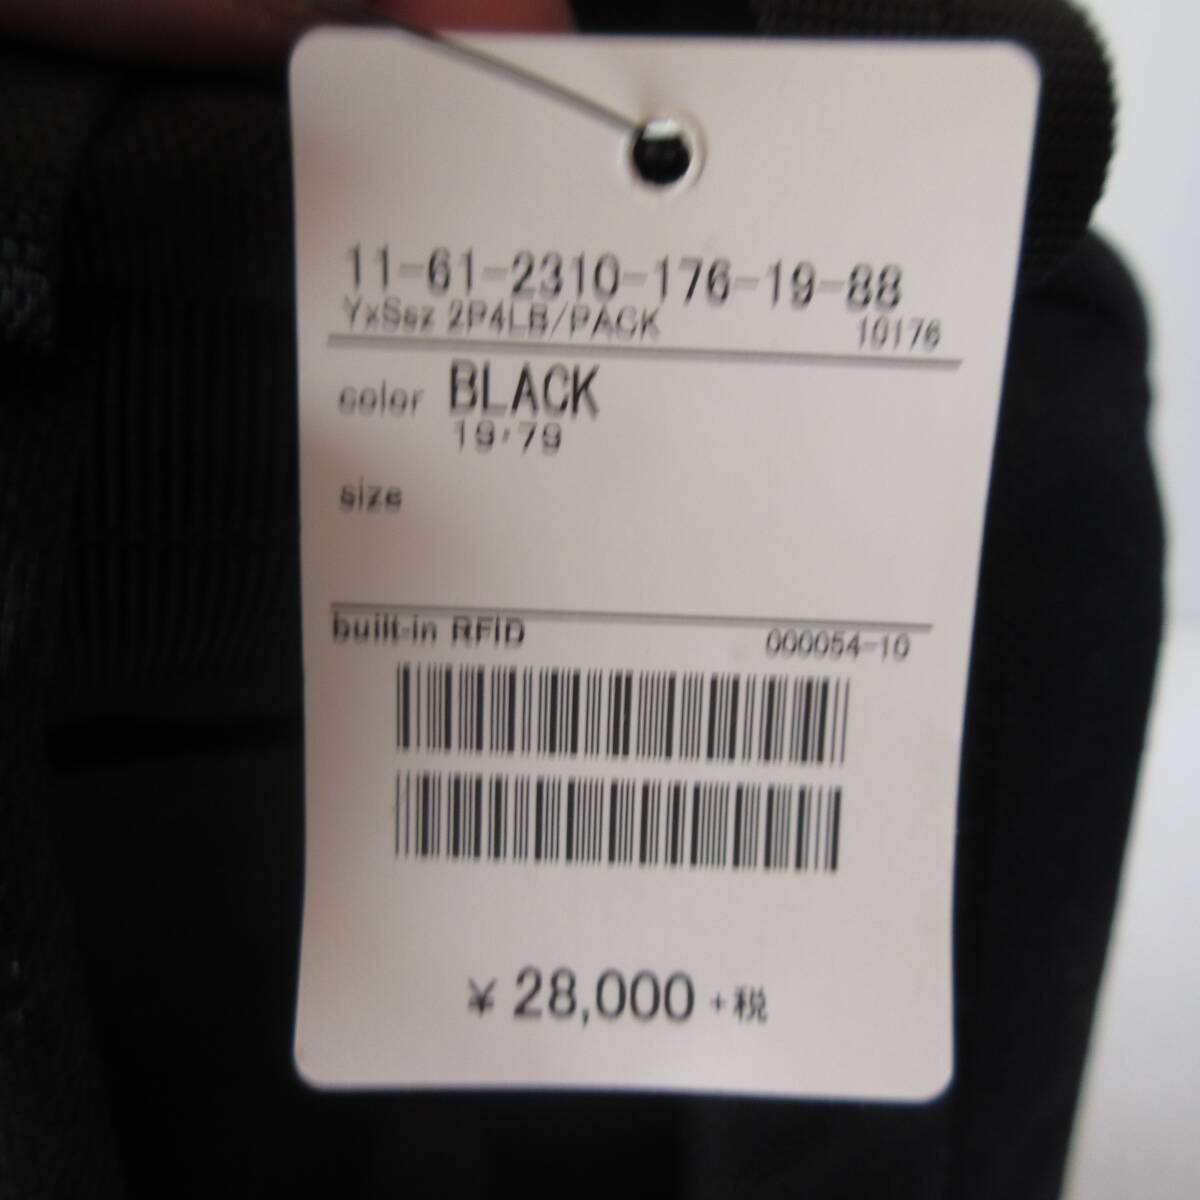 11-61-2310-176-19-88
YxSsz 2P4LB/PACK 10176
color BLACK
19・79
size
built-in RFID 000054-10
¥ 28,000 +税